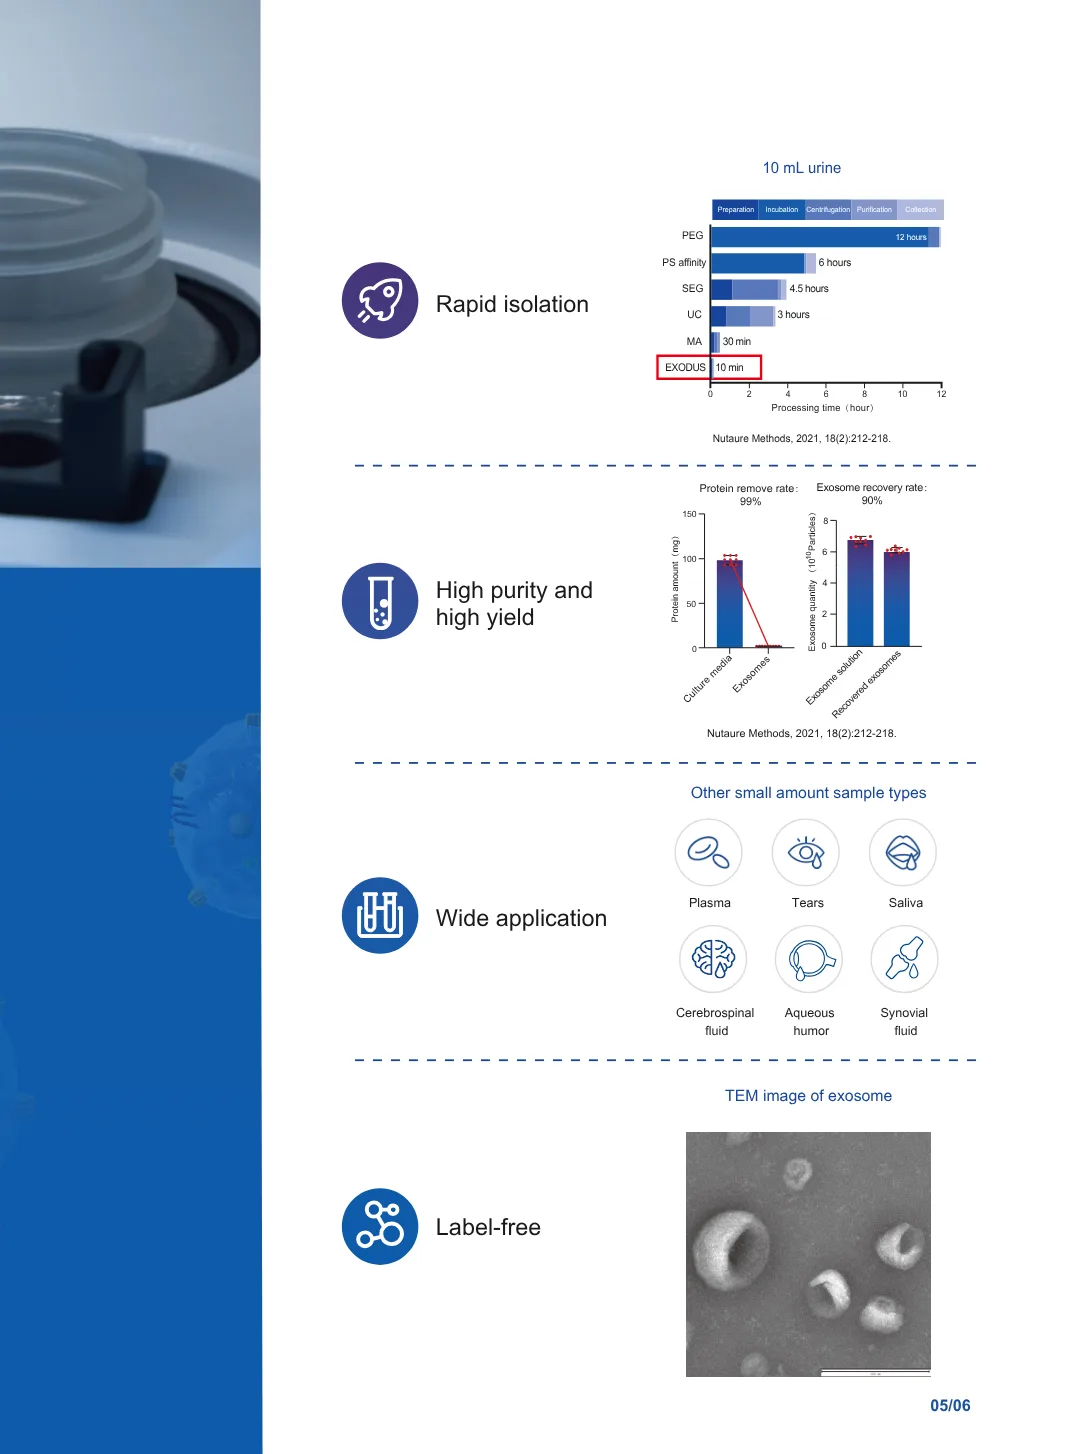 10 mL urine
Preparation Incubation Centrifugation Purification Collection
PEG 12 hours
PS affinity 6 hours
SEG 4.5 hours
UC 3 hours
MA 30 min
EXODUS 10 min
0 2 4 6 8 10 12
Processing time (hour)
Nutaure Methods, 2021, 18(2):212-218.
Rapid isolation
Protein remove rate:
99%
Exosome recovery rate:
90%
150
100
50
0
Protein amount (mg)
Culture media
Exosomes
8
6
4
2
0
Exosome quantity (10¹⁰Particles)
Exosome solution
Recovered exosomes
Nutaure Methods, 2021, 18(2):212-218.
High purity and
high yield
Other small amount sample types
Plasma Tears Saliva
Cerebrospinal
fluid
Aqueous
humor
Synovial
fluid
Wide application
TEM image of exosome
Label-free
05/06